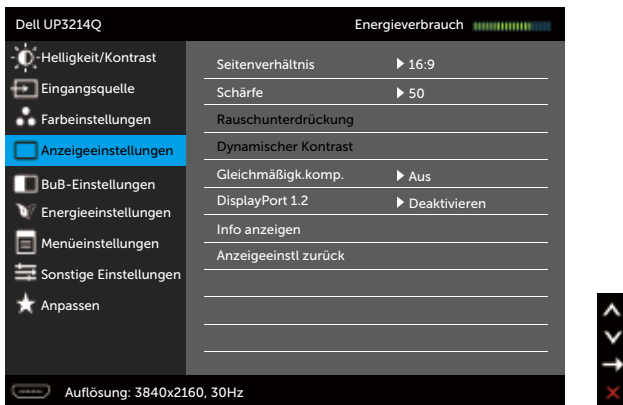 Dell UP3214Q Energieverbrauch
Helligkeit/Kontrast
Eingangsquelle
Farbeinstellungen
Anzeigeeinstellungen
BuB-Einstellungen
Energieeinstellungen
Menüeinstellungen
Sonstige Einstellungen
Anpassen
Seitenverhältnis 16:9
Schärfe 50
Rauschunterdrückung
Dynamischer Kontrast
Gleichmäßigk.komp. Aus
DisplayPort 1.2 Deaktivieren
Info anzeigen
Anzeigeeinstl zurück
Auflösung: 3840x2160, 30Hz